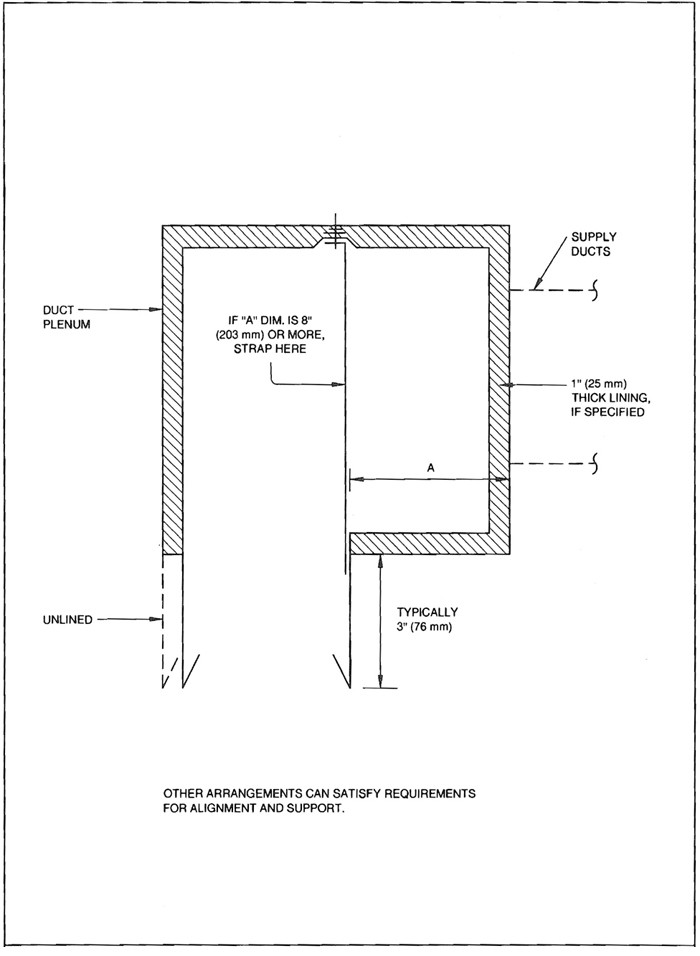 SUPPLY
DUCTS
DUCT
PLENUM
IF "A" DIM. IS 8"
(203 mm) OR MORE,
STRAP HERE
1" (25 mm)
THICK LINING,
IF SPECIFIED
A
UNLINED
TYPICALLY
3" (76 mm)
OTHER ARRANGEMENTS CAN SATISFY REQUIREMENTS
FOR ALIGNMENT AND SUPPORT.